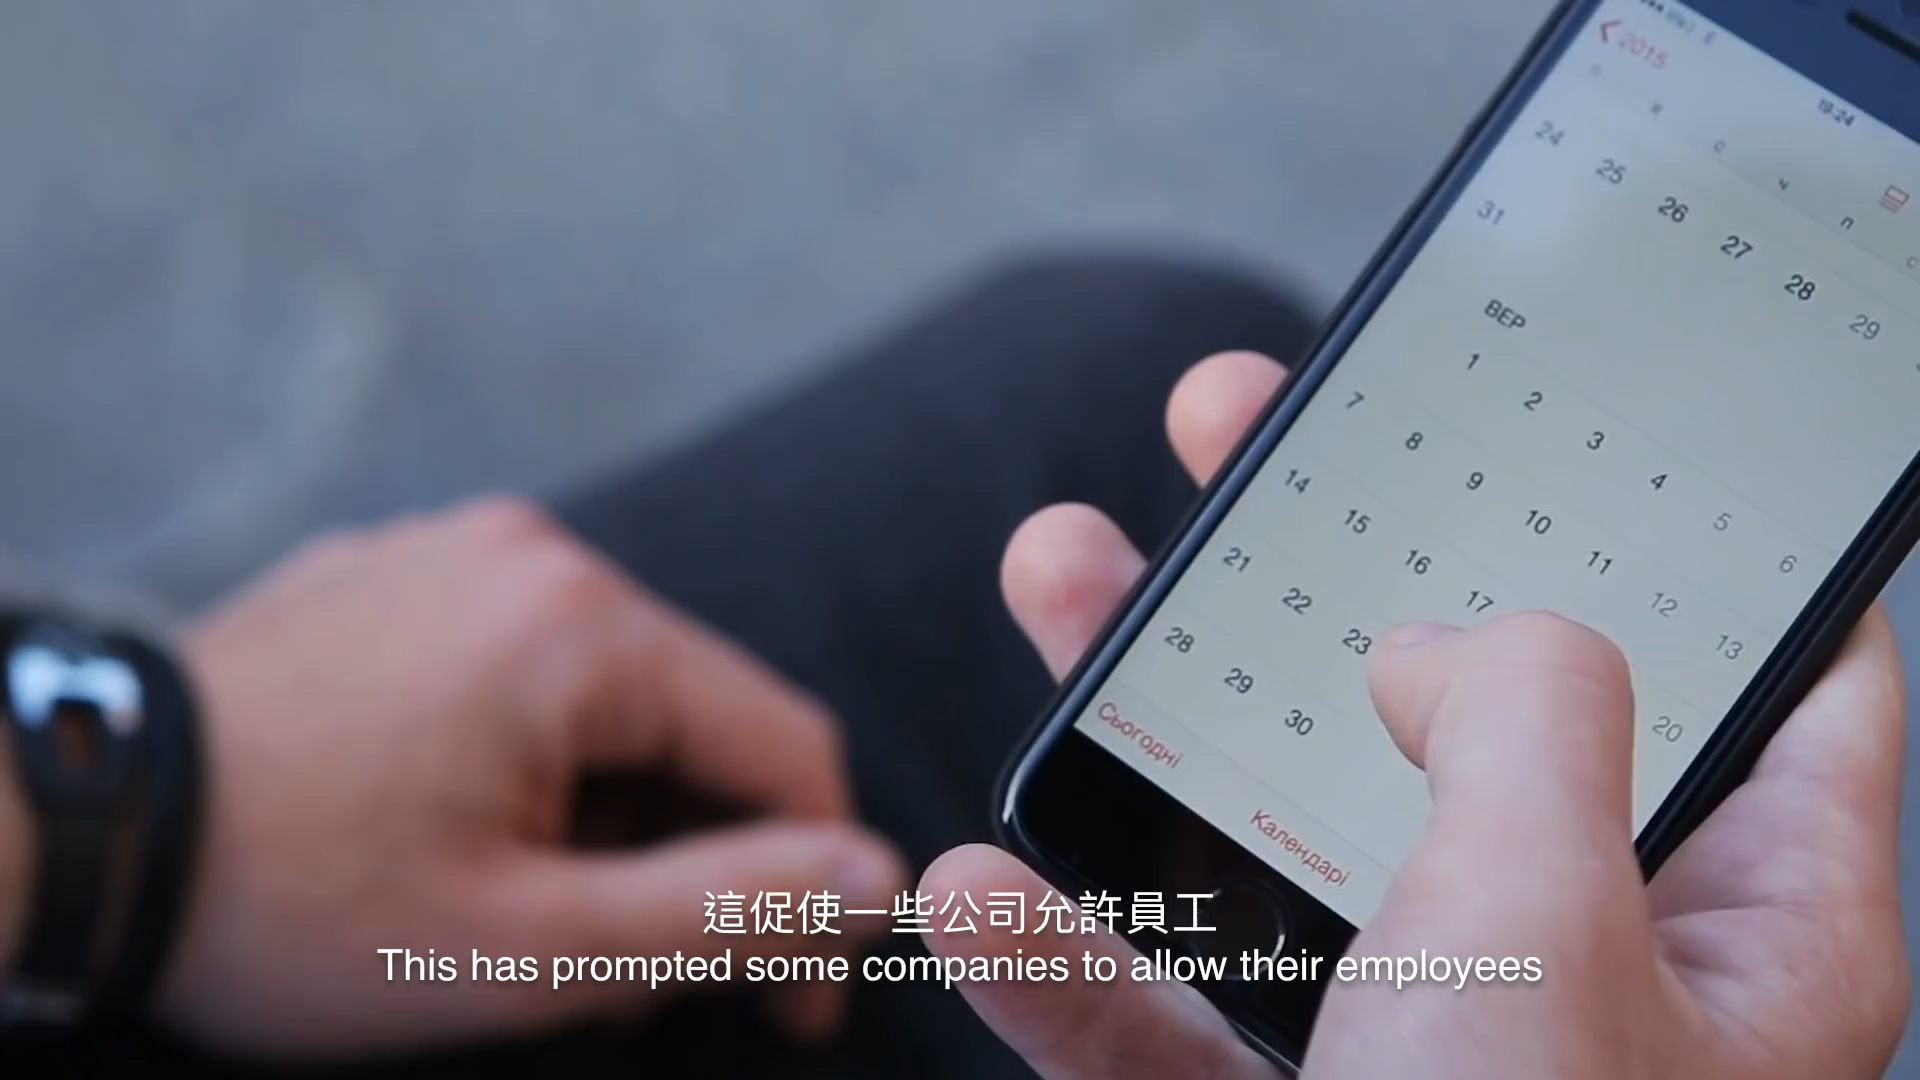 2015
19:24
в
с
ч
п
с
24 25 26 27 28 29
31
ВЕР
1 2 3 4 5 6
7 8 9 10 11 12 13
14 15 16 17 20
21 22 23
28 29 30
Сьогодні
Календарі
這促使一些公司允許員工
This has prompted some companies to allow their employees